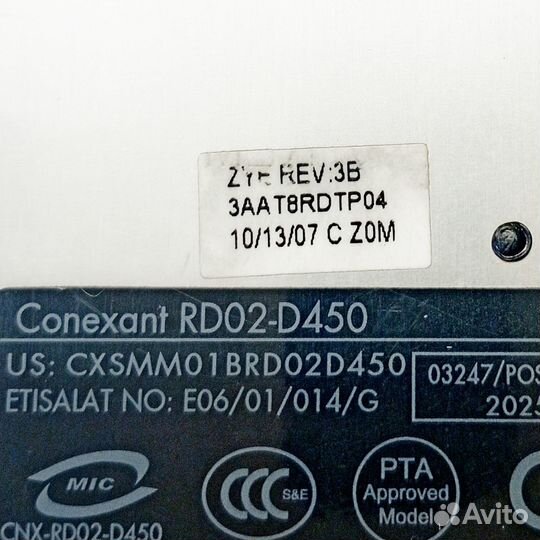 REV:3B
3AAT8RDTP04
10/13/07 C Z0M
Conexant RD02-D450
US: CXSMM01BRD02D450
ETISALAT NO: E06/01/014/G
03247/POS
2025
MIC
CNX-RD02-D450
CCC
S&E
PTA
Approved
Model
Avito